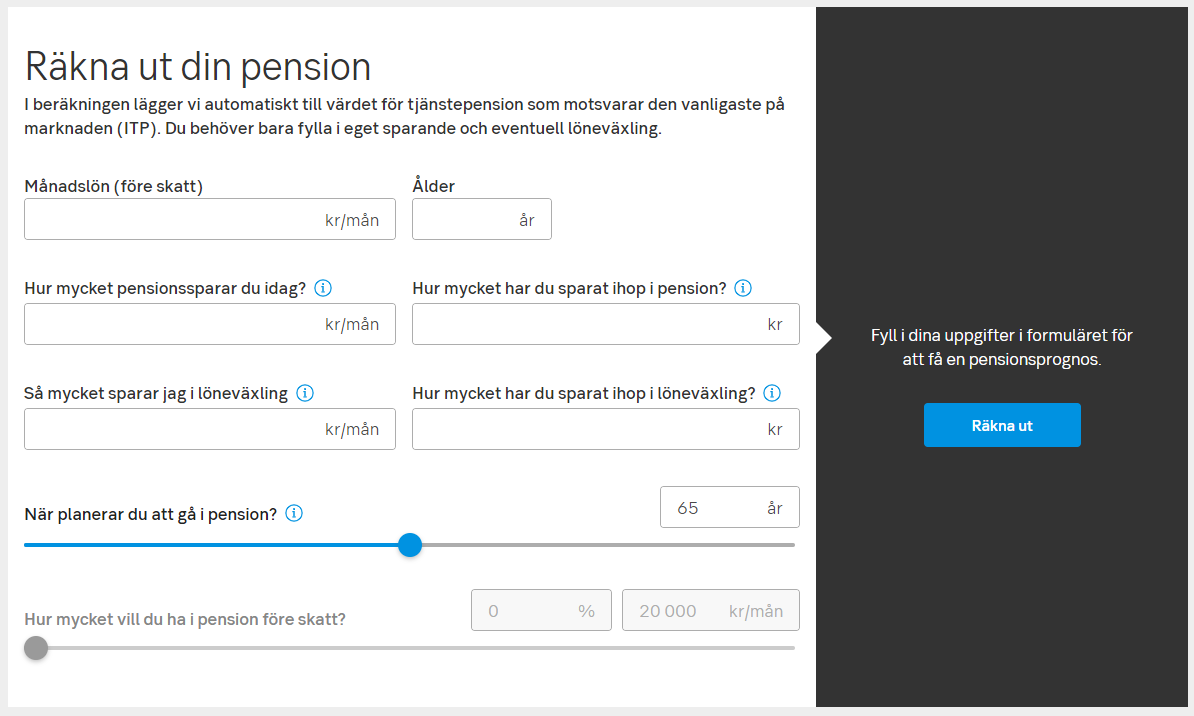 Räkna ut din pension
I beräkningen lägger vi automatiskt till värdet för tjänstepension som motsvarar den vanligaste på
marknaden (ITP). Du behöver bara fylla i eget sparande och eventuell löneväxling.
Månadslön (före skatt)
Ålder
kr/mån
år
Hur mycket pensionssparar du idag?
Hur mycket har du sparat ihop i pension?
kr/mån
kr
Så mycket sparar jag i löneväxling
Hur mycket har du sparat ihop i löneväxling?
kr/mån
kr
När planerar du att gå i pension?
65 år
Hur mycket vill du ha i pension före skatt?
0 %
20 000 kr/mån
Fyll i dina uppgifter i formuläret för
att få en pensionsprognos.
Räkna ut